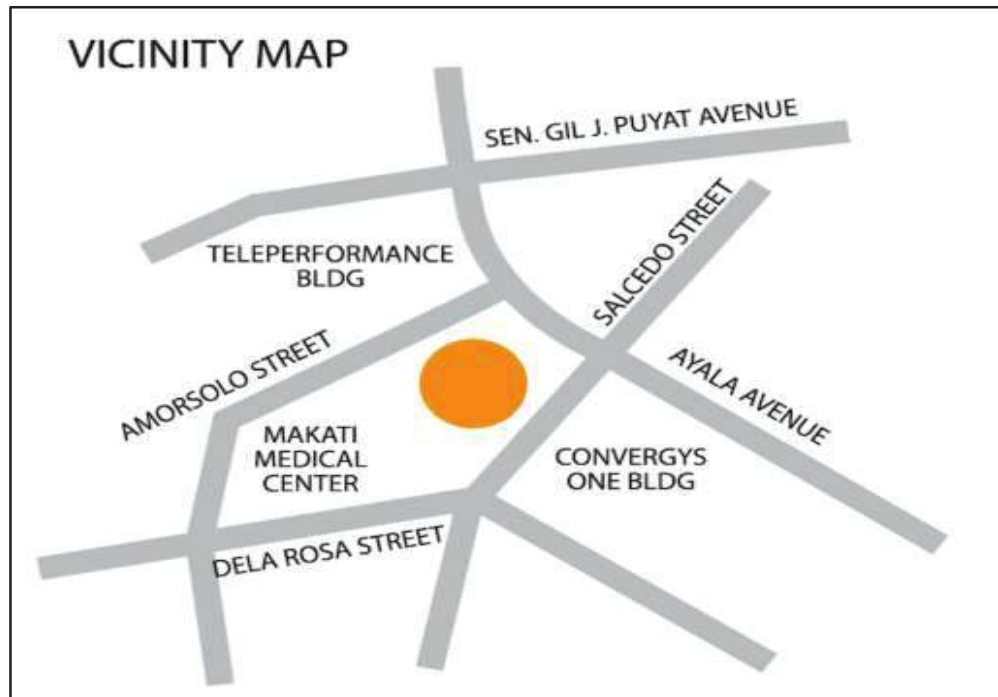 VICINITY MAP
SEN. GIL J. PUYAT AVENUE
SALCEDO STREET
TELEPERFORMANCE
BLDG
AMORSOLO STREET
AYALA AVENUE
MAKATI
MEDICAL
CENTER
CONVERGYS
ONE BLDG
DELA ROSA STREET